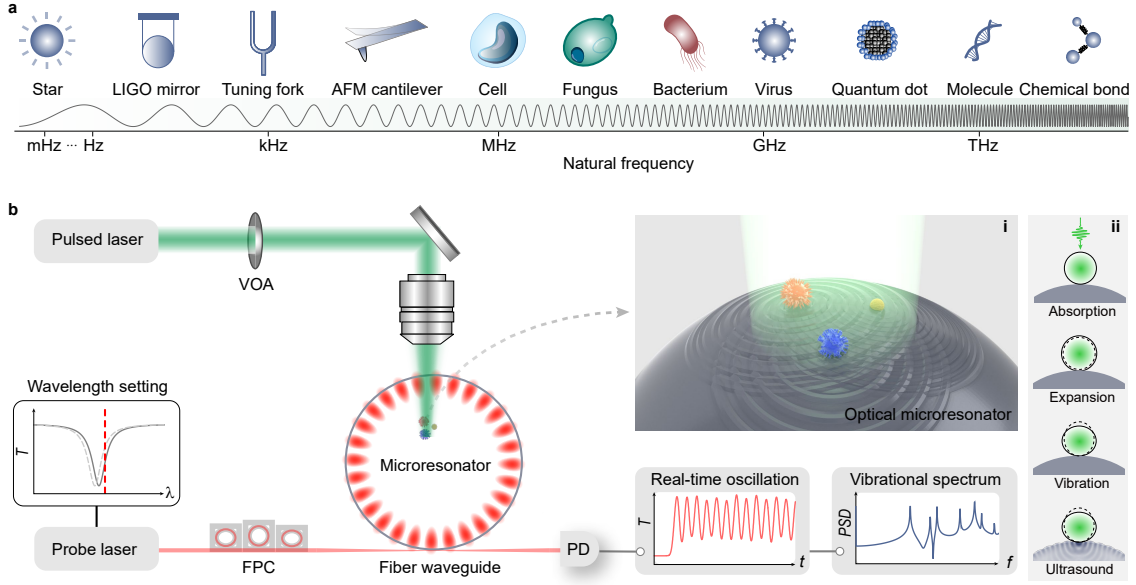 a
Star
LIGO mirror
Tuning fork
AFM cantilever
Cell
Fungus
Bacterium
Virus
Quantum dot
Molecule
Chemical bond
mHz ··· Hz
kHz
MHz
GHz
THz
Natural frequency
b
Pulsed laser
VOA
Wavelength setting
T
λ
Probe laser
FPC
Microresonator
Fiber waveguide
PD
i
Optical microresonator
Real-time oscillation
T
t
Vibrational spectrum
PSD
f
ii
Absorption
Expansion
Vibration
Ultrasound